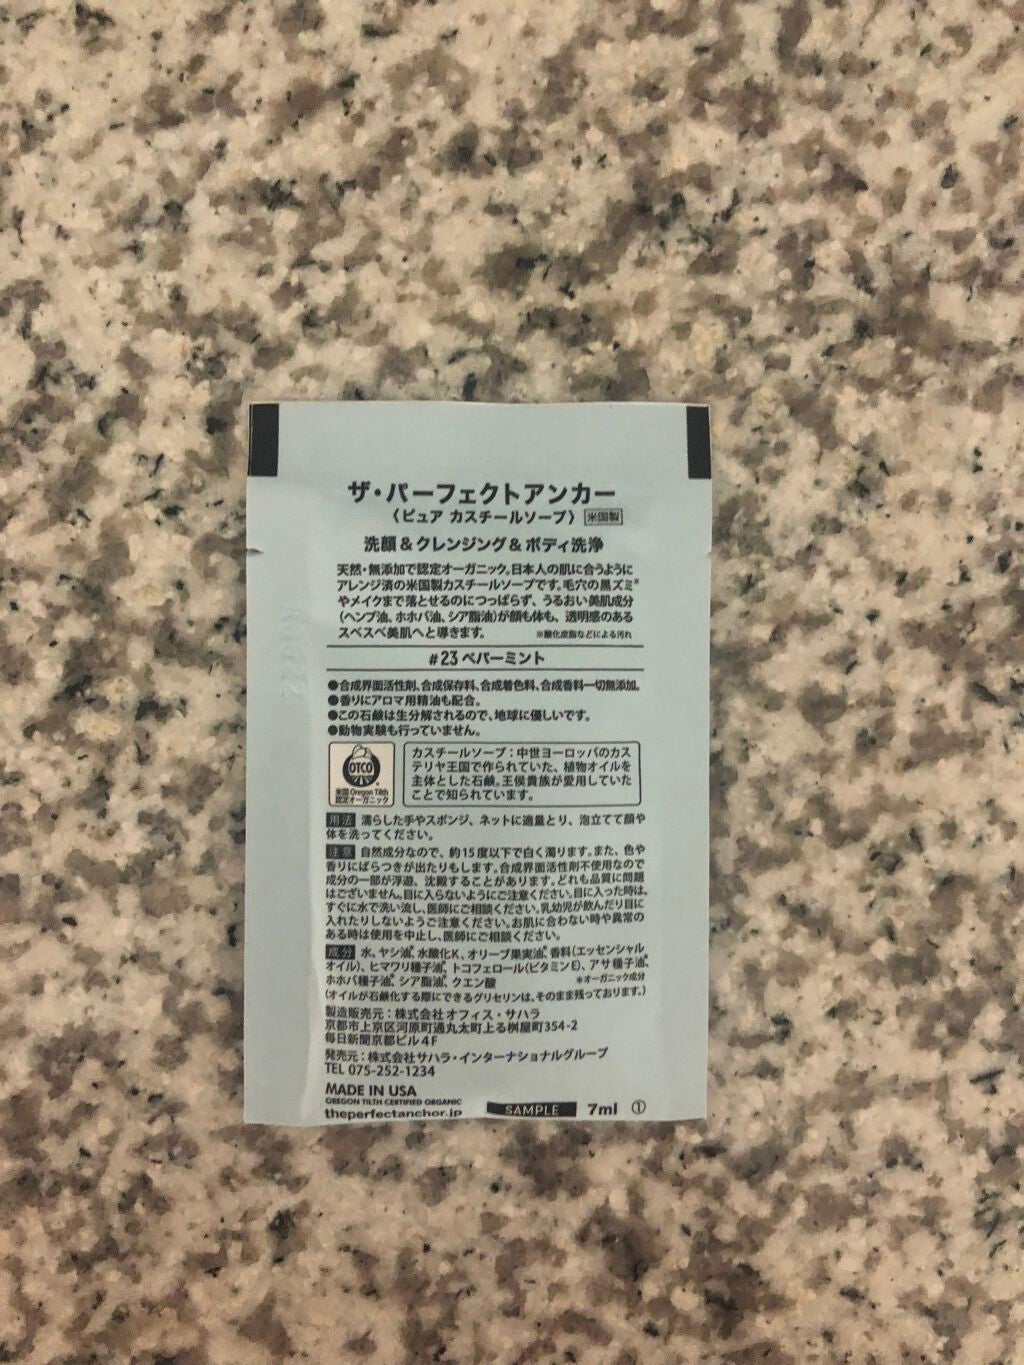 ザ・パーフェクトアンカー
〈ピュア カスチールソープ〉 米国製
洗顔&クレンジング&ボディ洗浄
天然・無添加で認定オーガニック。日本人の肌に合うように
アレンジ済の米国製カスチールソープです。毛穴の黒ズミ※
やメイクまで落とせるのにつっぱらず、うるおい美肌成分
(ヘンプ油、ホホバ油、シア脂油)が顔も体も、透明感のある
スベスベ美肌へと導きます。 ※酸化皮脂などによる汚れ
#23 ペパーミント
●合成界面活性剤、合成保存料、合成着色料、合成香料一切無添加。
●香りにアロマ用精油も配合。
●この石鹸は生分解されるので、地球に優しいです。
●動物実験も行っていません。
OTCO
米国 Oregon Tilth
認定オーガニック
カスチールソープ:中世ヨーロッパのカス
テリヤ王国で作られていた、植物オイルを
主体とした石鹸。王侯貴族が愛用していた
ことで知られています。
用法 濡らした手やスポンジ、ネットに適量とり、泡立てて顔や
体を洗ってください。
注意 自然成分なので、約15度以下で白く濁ります。また、色や
香りにばらつきが出たりもします。合成界面活性剤不使用なので
成分の一部が浮遊、沈殿することがあります。どれも品質に問題
はございません。目に入らないようにご注意ください。目に入った時は、
すぐに水で洗い流し、医師にご相談ください。乳幼児が飲んだり目に
入れたりしないようご注意ください。お肌に合わない時や異常の
ある時は使用を中止し、医師にご相談ください。
成分 水、ヤシ油*、水酸化K、オリーブ果実油*、香料(エッセンシャル
オイル)、ヒマワリ種子油*、トコフェロール(ビタミンE)、アサ種子油*、
ホホバ種子油*、シア脂油*、クエン酸 *オーガニック成分
(オイルが石鹸化する際にできるグリセリンは、そのまま残っております。)
製造販売元:株式会社オフィス・サハラ
京都市上京区河原町通丸太町上る桝屋町354-2
毎日新聞京都ビル4F
発売元:株式会社サハラ・インターナショナルグループ
TEL 075-252-1234
MADE IN USA
OREGON TILTH CERTIFIED ORGANIC
theperfectanchor.jp SAMPLE 7ml ①